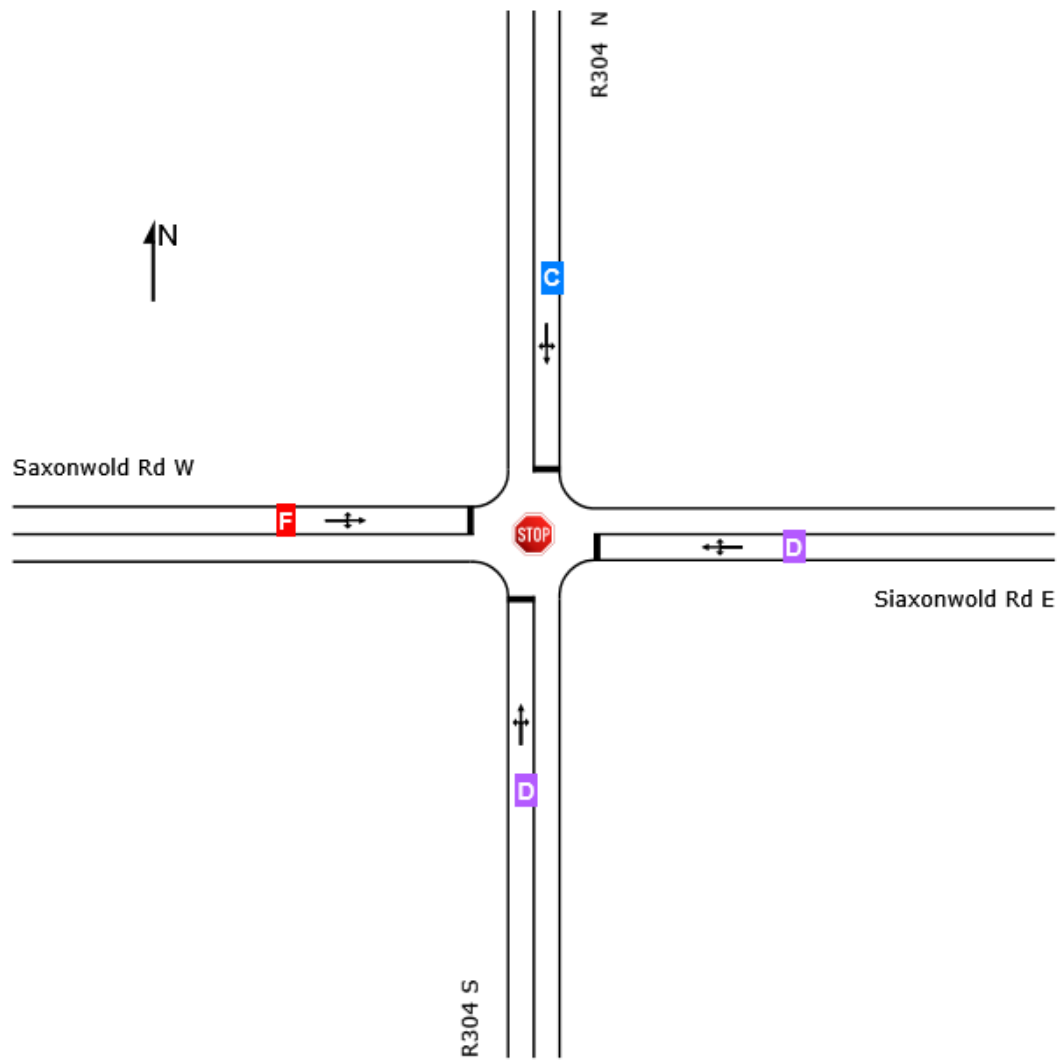 R304 N
N
C
Saxonwold Rd W
F
STOP
D
Siaxonwold Rd E
D
R304 S